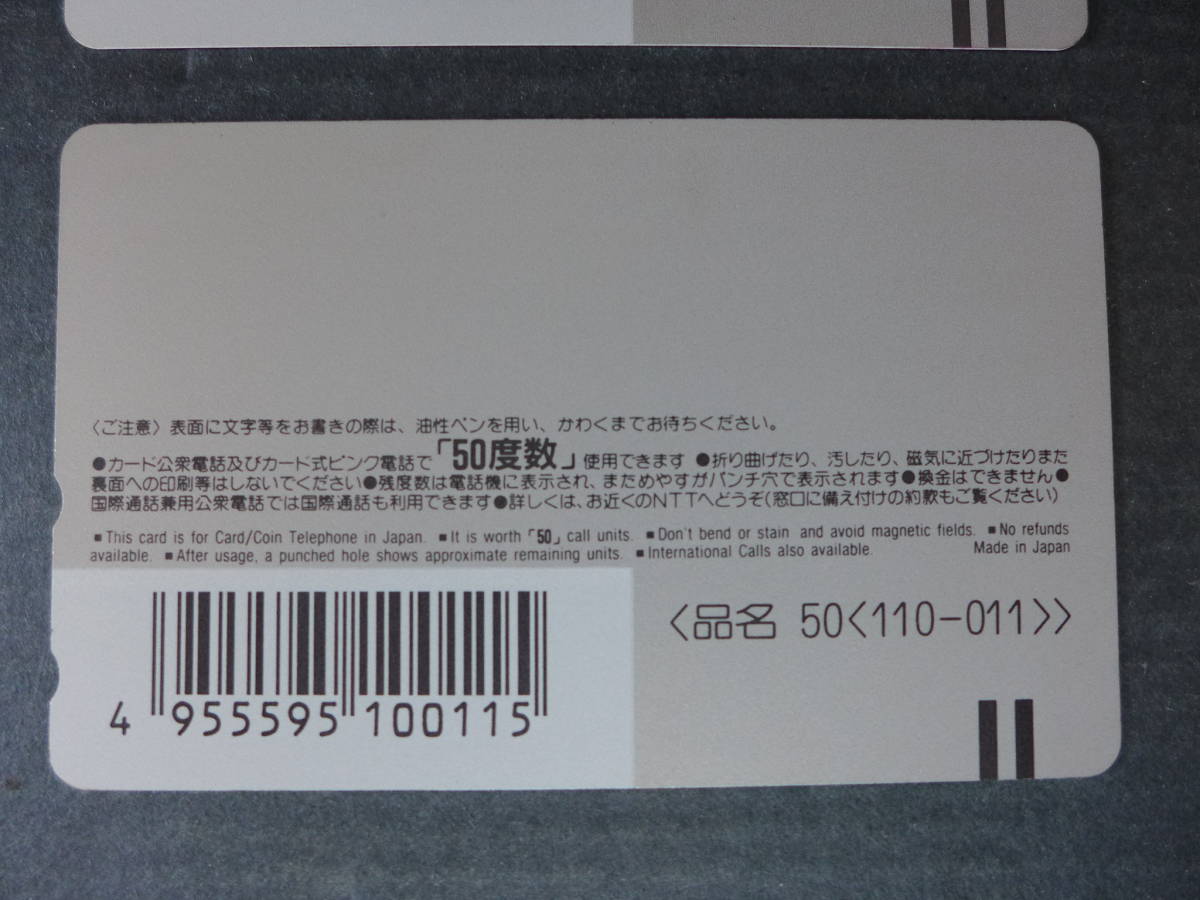 〈ご注意〉表面に文字等をお書きの際は、油性ペンを用い、かわくまでお待ちください。
●カード公衆電話及びカード式ピンク電話で「50度数」使用できます ●折り曲げたり、汚したり、磁気に近づけたりまた
裏面への印刷等はしないでください●残度数は電話機に表示され、まためやすがパンチ穴で表示されます●換金はできません●
国際通話兼用公衆電話では国際通話も利用できます●詳しくは、お近くのNTTへどうぞ(窓口に備え付けの約款もご覧ください)
■This card is for Card/Coin Telephone in Japan. ■It is worth「50」call units. ■Don't bend or stain and avoid magnetic fields. ■No refunds
available. ■After usage, a punched hole shows approximate remaining units. ■International Calls also available. Made in Japan
〈品名 50〈110-011〉〉
4 955595 100115